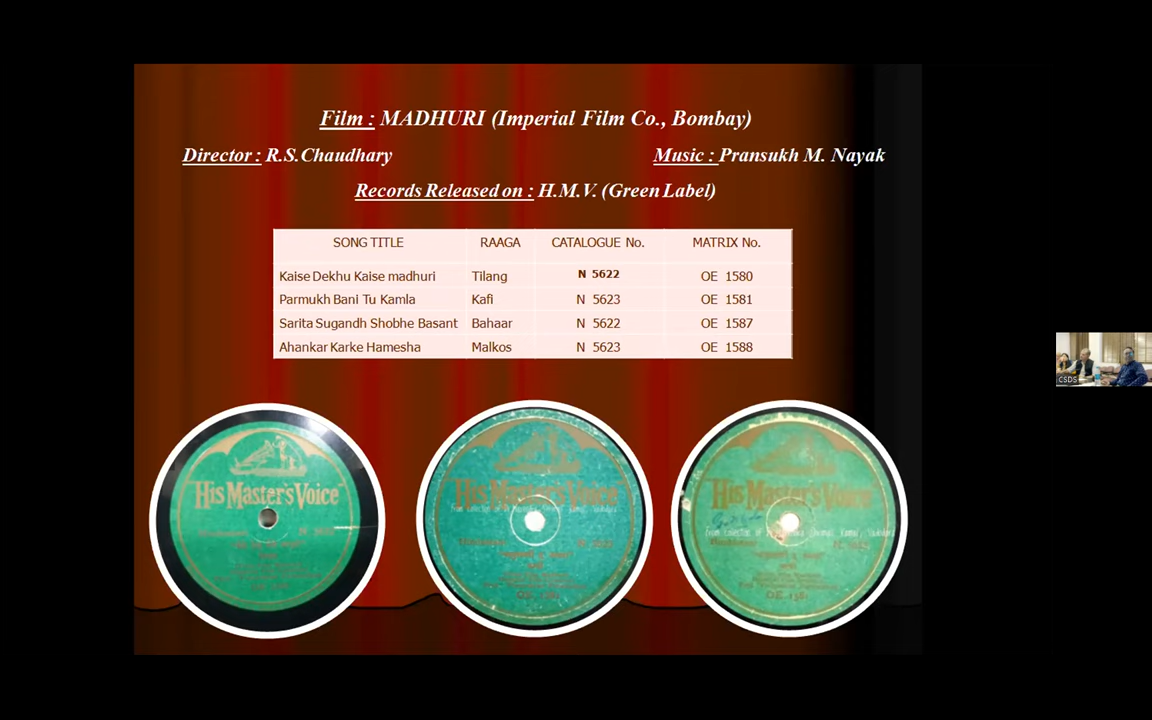 Film : MADHURI (Imperial Film Co., Bombay)
Director : R.S.Chaudhary Music : Pransukh M. Nayak
Records Released on : H.M.V. (Green Label)
SONG TITLE RAAGA CATALOGUE No. MATRIX No.
Kaise Dekhu Kaise madhuri Tilang N 5622 OE 1580
Parmukh Bani Tu Kamla Kafi N 5623 OE 1581
Sarita Sugandh Shobhe Basant Bahaar N 5622 OE 1587
Ahankar Karke Hamesha Malkos N 5623 OE 1588
His Master's Voice
His Master's Voice
His Master's Voice
OE 1581
CSDS